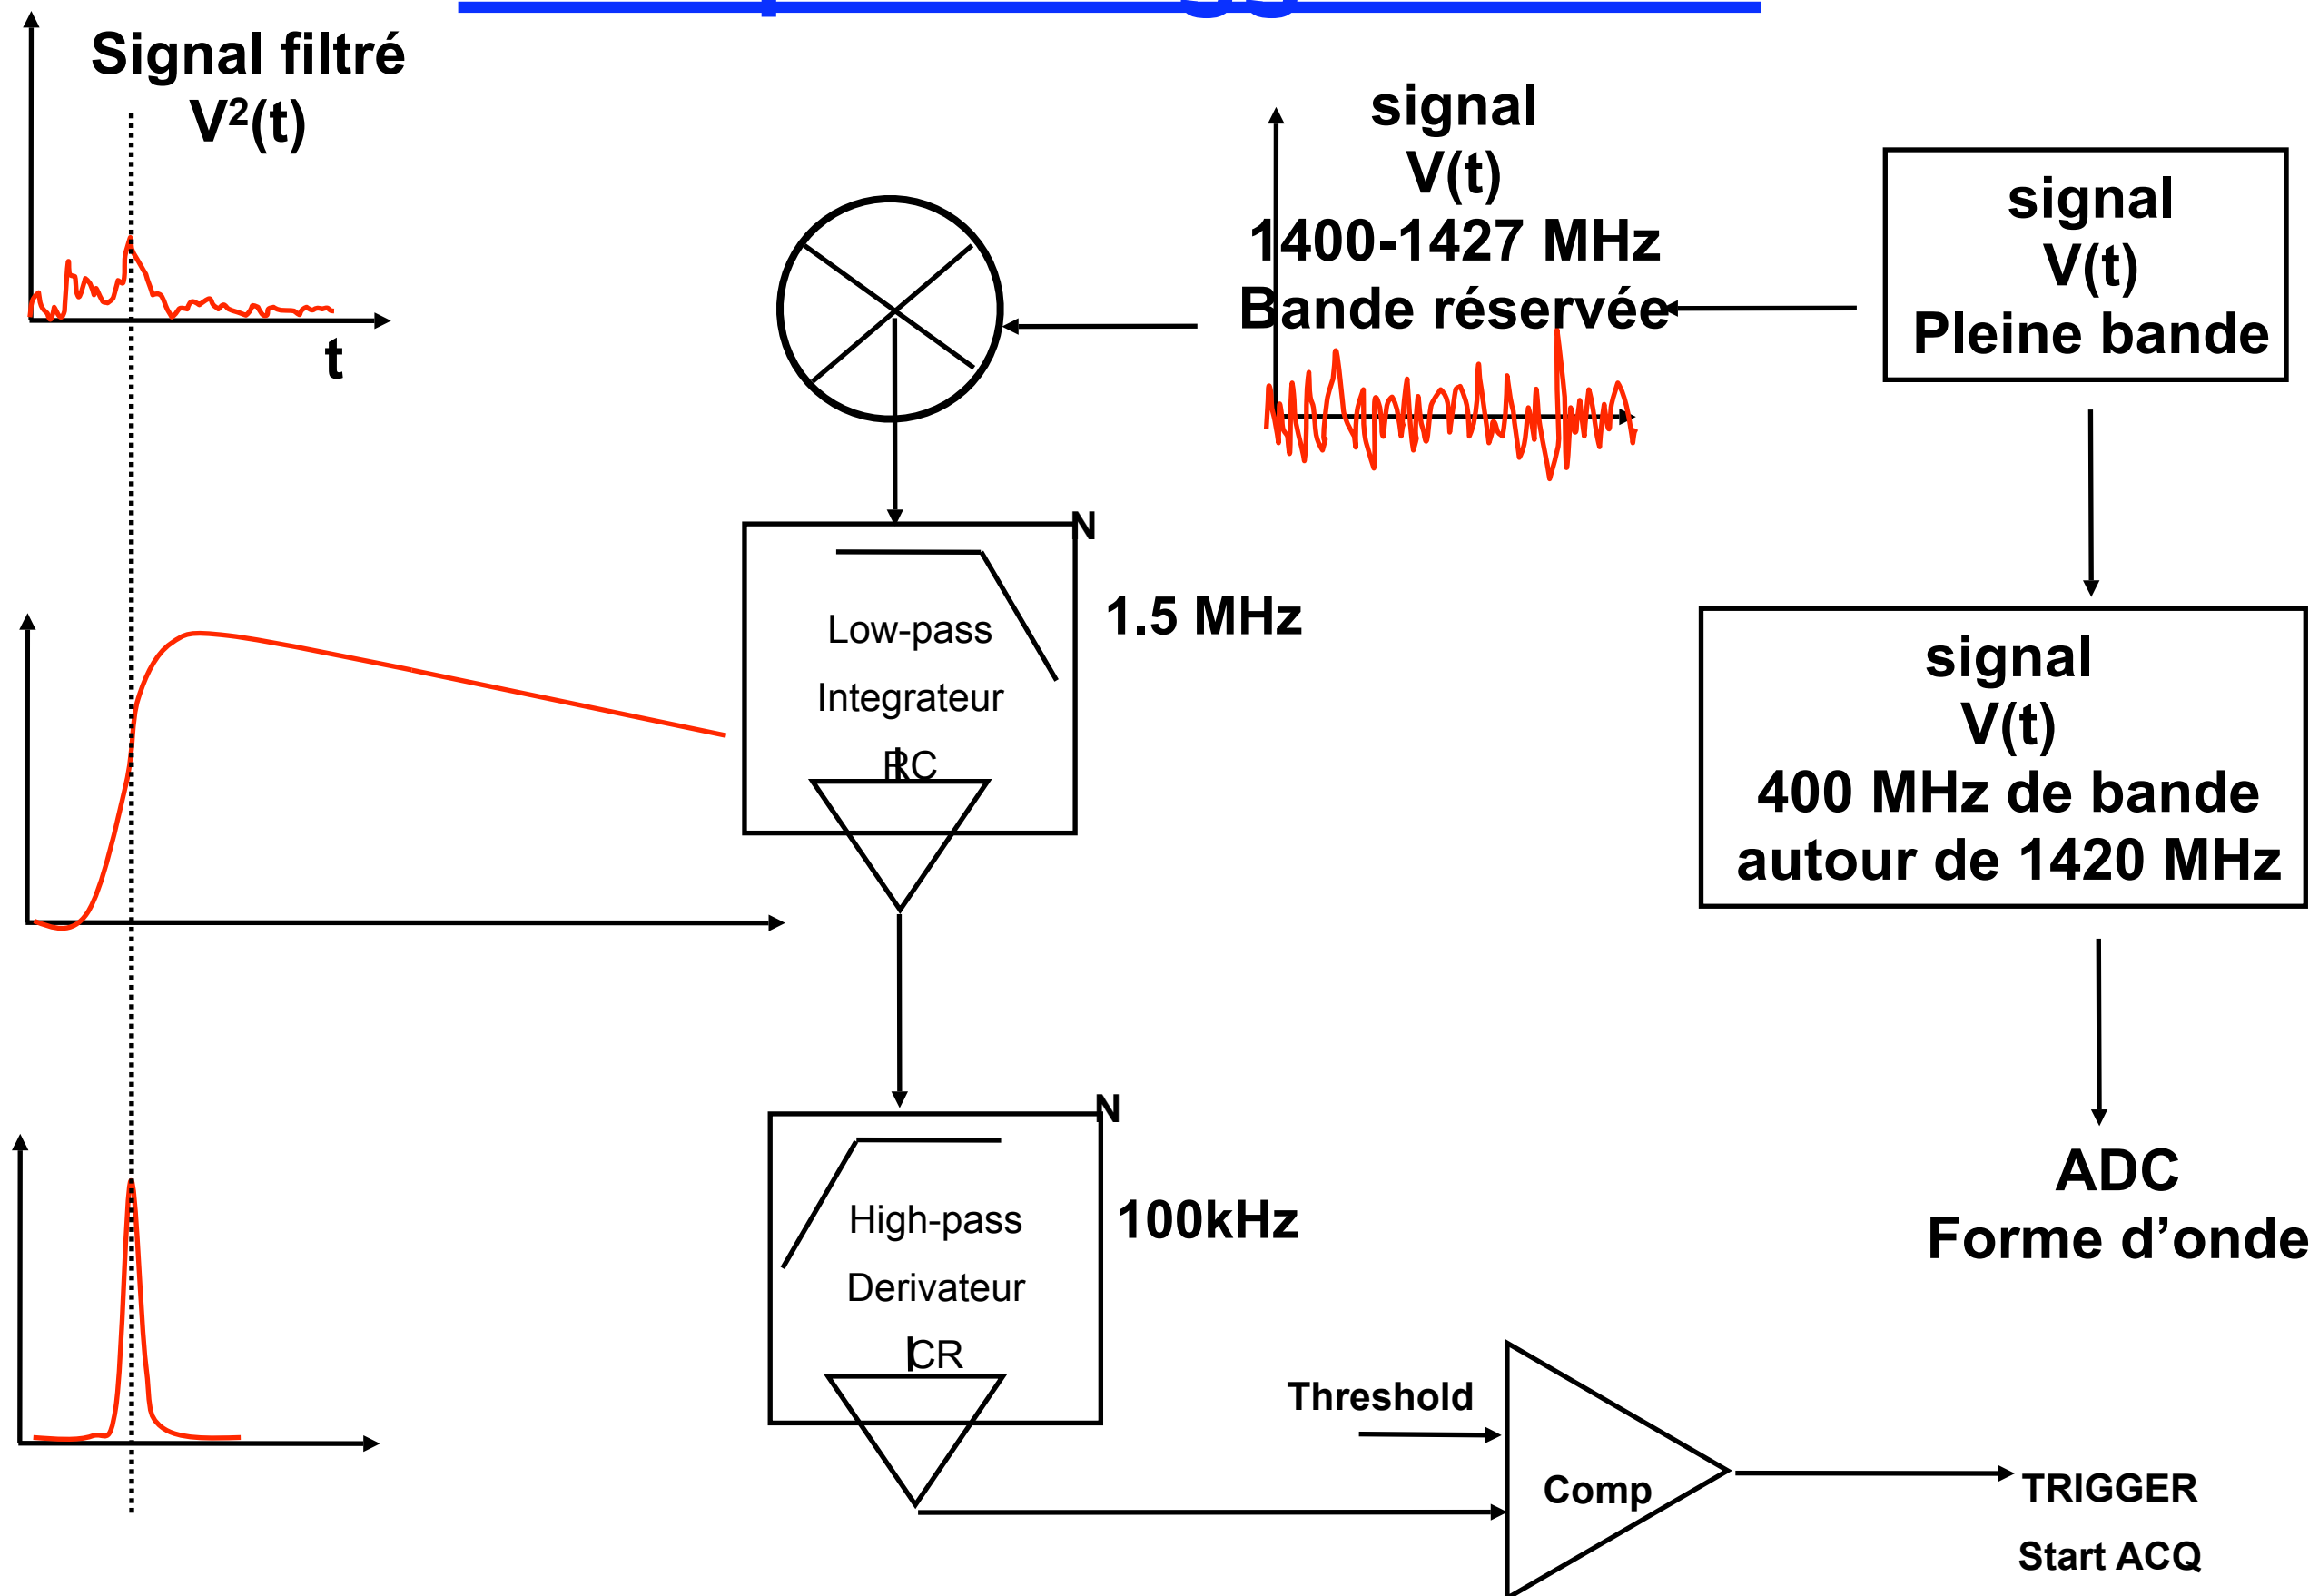 Signal filtré
V²(t)
t
signal
V(t)
1400-1427 MHz
Bande réservée
signal
V(t)
Pleine bande
N
Low-pass
Integrateur
RC
1.5 MHz
signal
V(t)
400 MHz de bande
autour de 1420 MHz
N
High-pass
Derivateur
CR
100kHz
ADC
Forme d’onde
Threshold
Comp
TRIGGER
Start ACQ